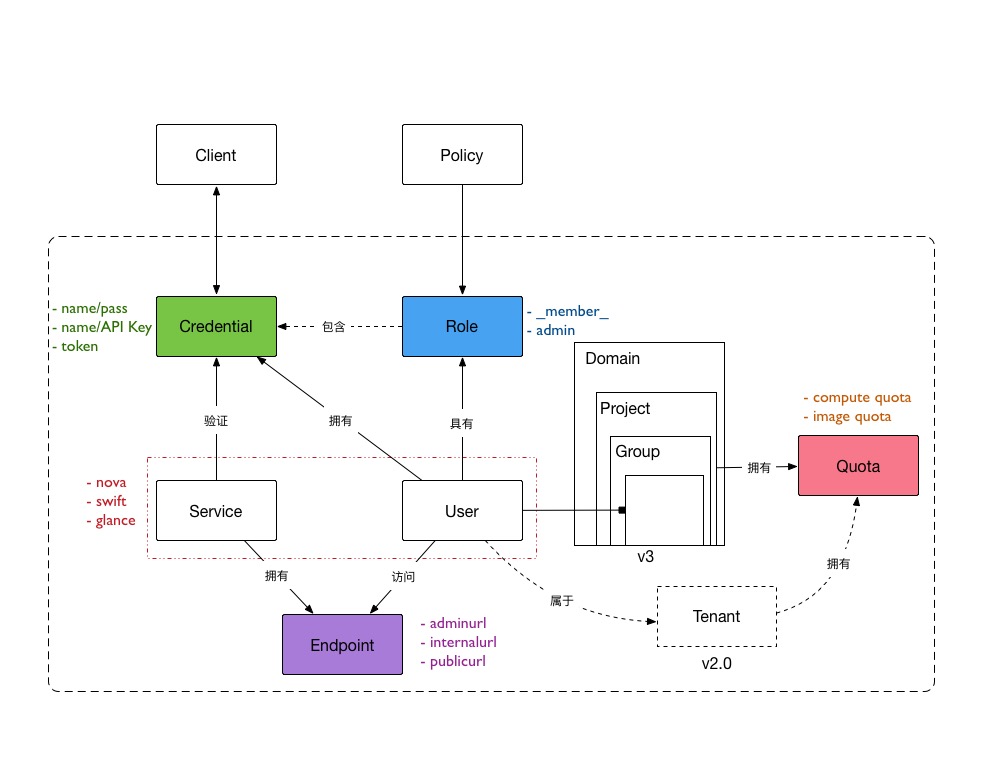 Client
Policy
- name/pass
- name/API Key
- token
Credential
包含
Role
- _member_
- admin
Domain
Project
Group
v3
- compute quota
- image quota
拥有
Quota
验证
拥有
具有
- nova
- swift
- glance
Service
User
拥有
访问
属于
拥有
Endpoint
- adminurl
- internalurl
- publicurl
Tenant
v2.0